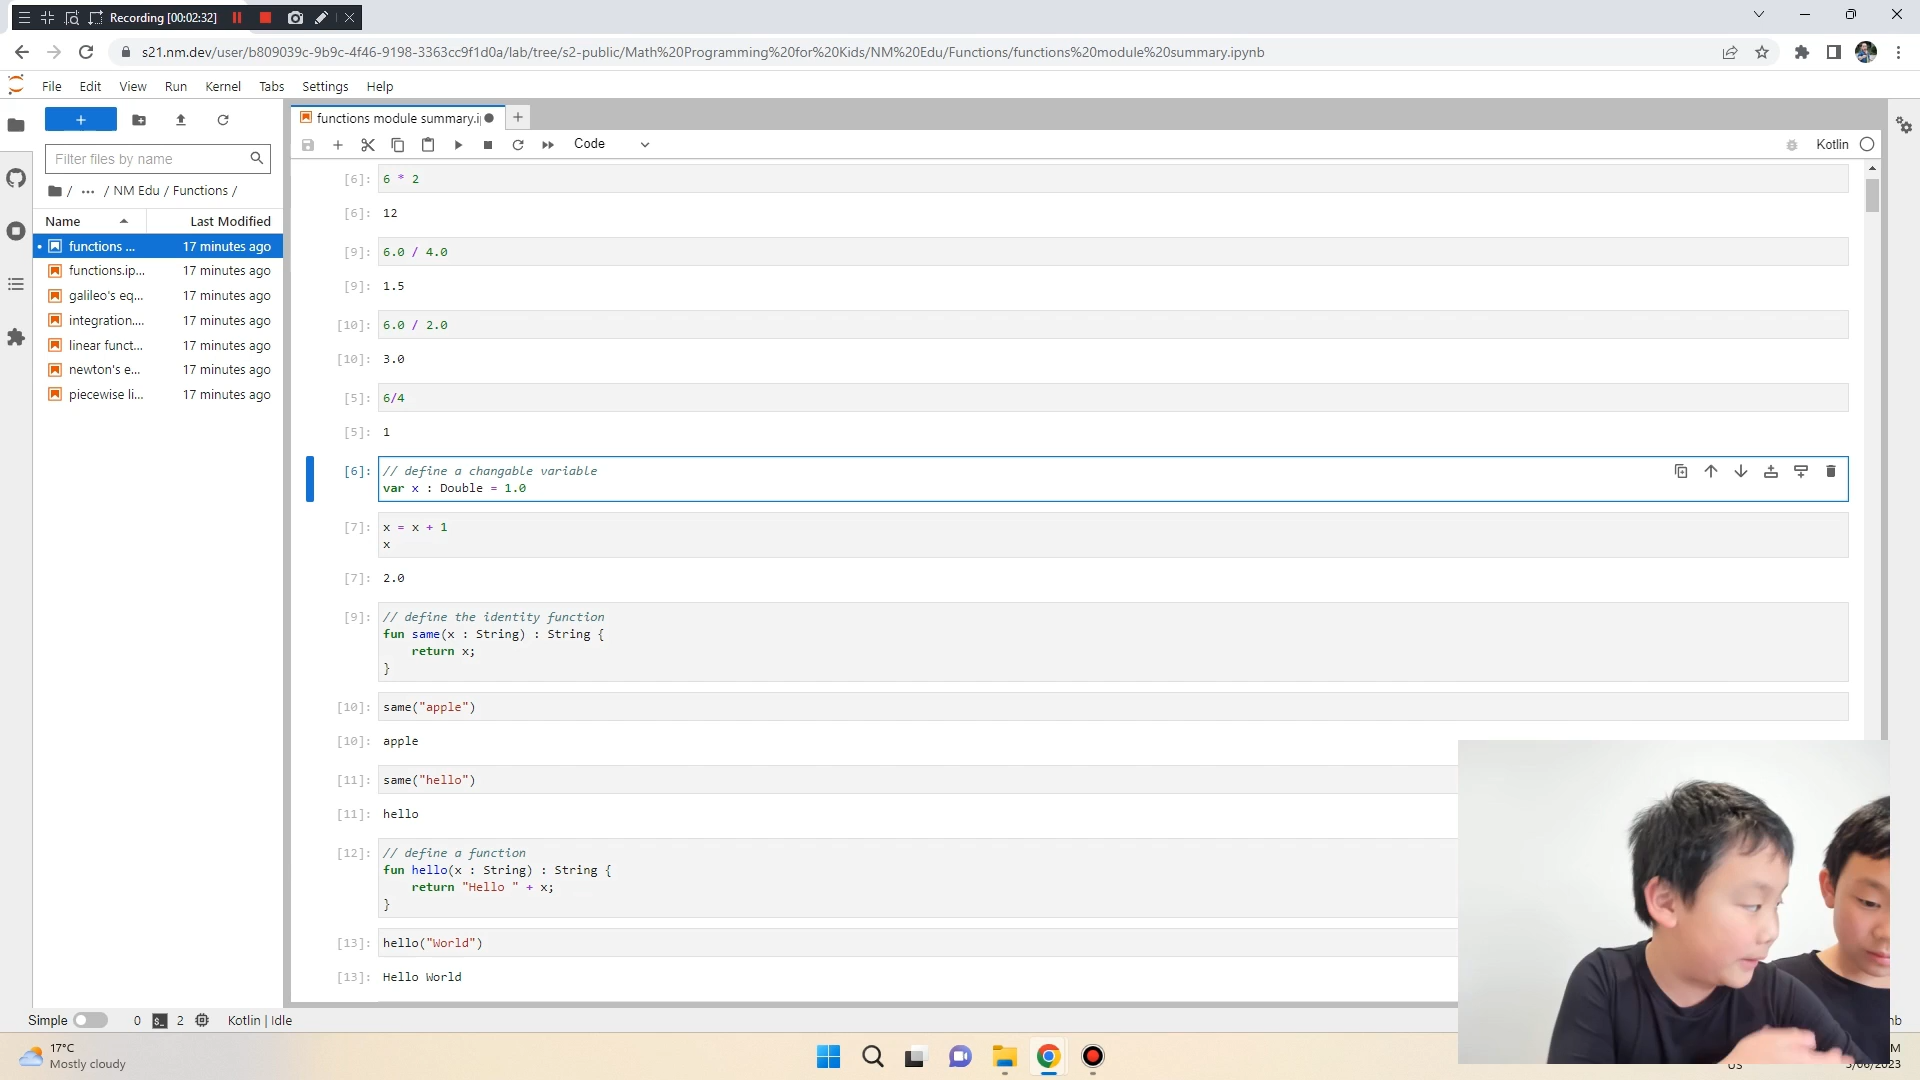 Recording [00:02:32]
s21.nm.dev/user/b809039c-9b9c-4f46-9198-3363cc9f1d0a/lab/tree/s2-public/Math%20Programming%20for%20Kids/NM%20Edu/Functions/functions%20module%20summary.ipynb
File Edit View Run Kernel Tabs Settings Help
functions module summary.i
Code
Kotlin
Filter files by name
/ ... / NM Edu / Functions /
Name Last Modified
functions ... 17 minutes ago
functions.ip... 17 minutes ago
galileo's eq... 17 minutes ago
integration.... 17 minutes ago
linear funct... 17 minutes ago
newton's e... 17 minutes ago
piecewise li... 17 minutes ago
[6]: 6 * 2
[6]: 12
[9]: 6.0 / 4.0
[9]: 1.5
[10]: 6.0 / 2.0
[10]: 3.0
[5]: 6/4
[5]: 1
[6]: // define a changable variable
var x : Double = 1.0
[7]: x = x + 1
x
[7]: 2.0
[9]: // define the identity function
fun same(x : String) : String {
return x;
}
[10]: same("apple")
[10]: apple
[11]: same("hello")
[11]: hello
[12]: // define a function
fun hello(x : String) : String {
return "Hello " + x;
}
[13]: hello("World")
[13]: Hello World
Simple 0 2 Kotlin | Idle
17°C
Mostly cloudy